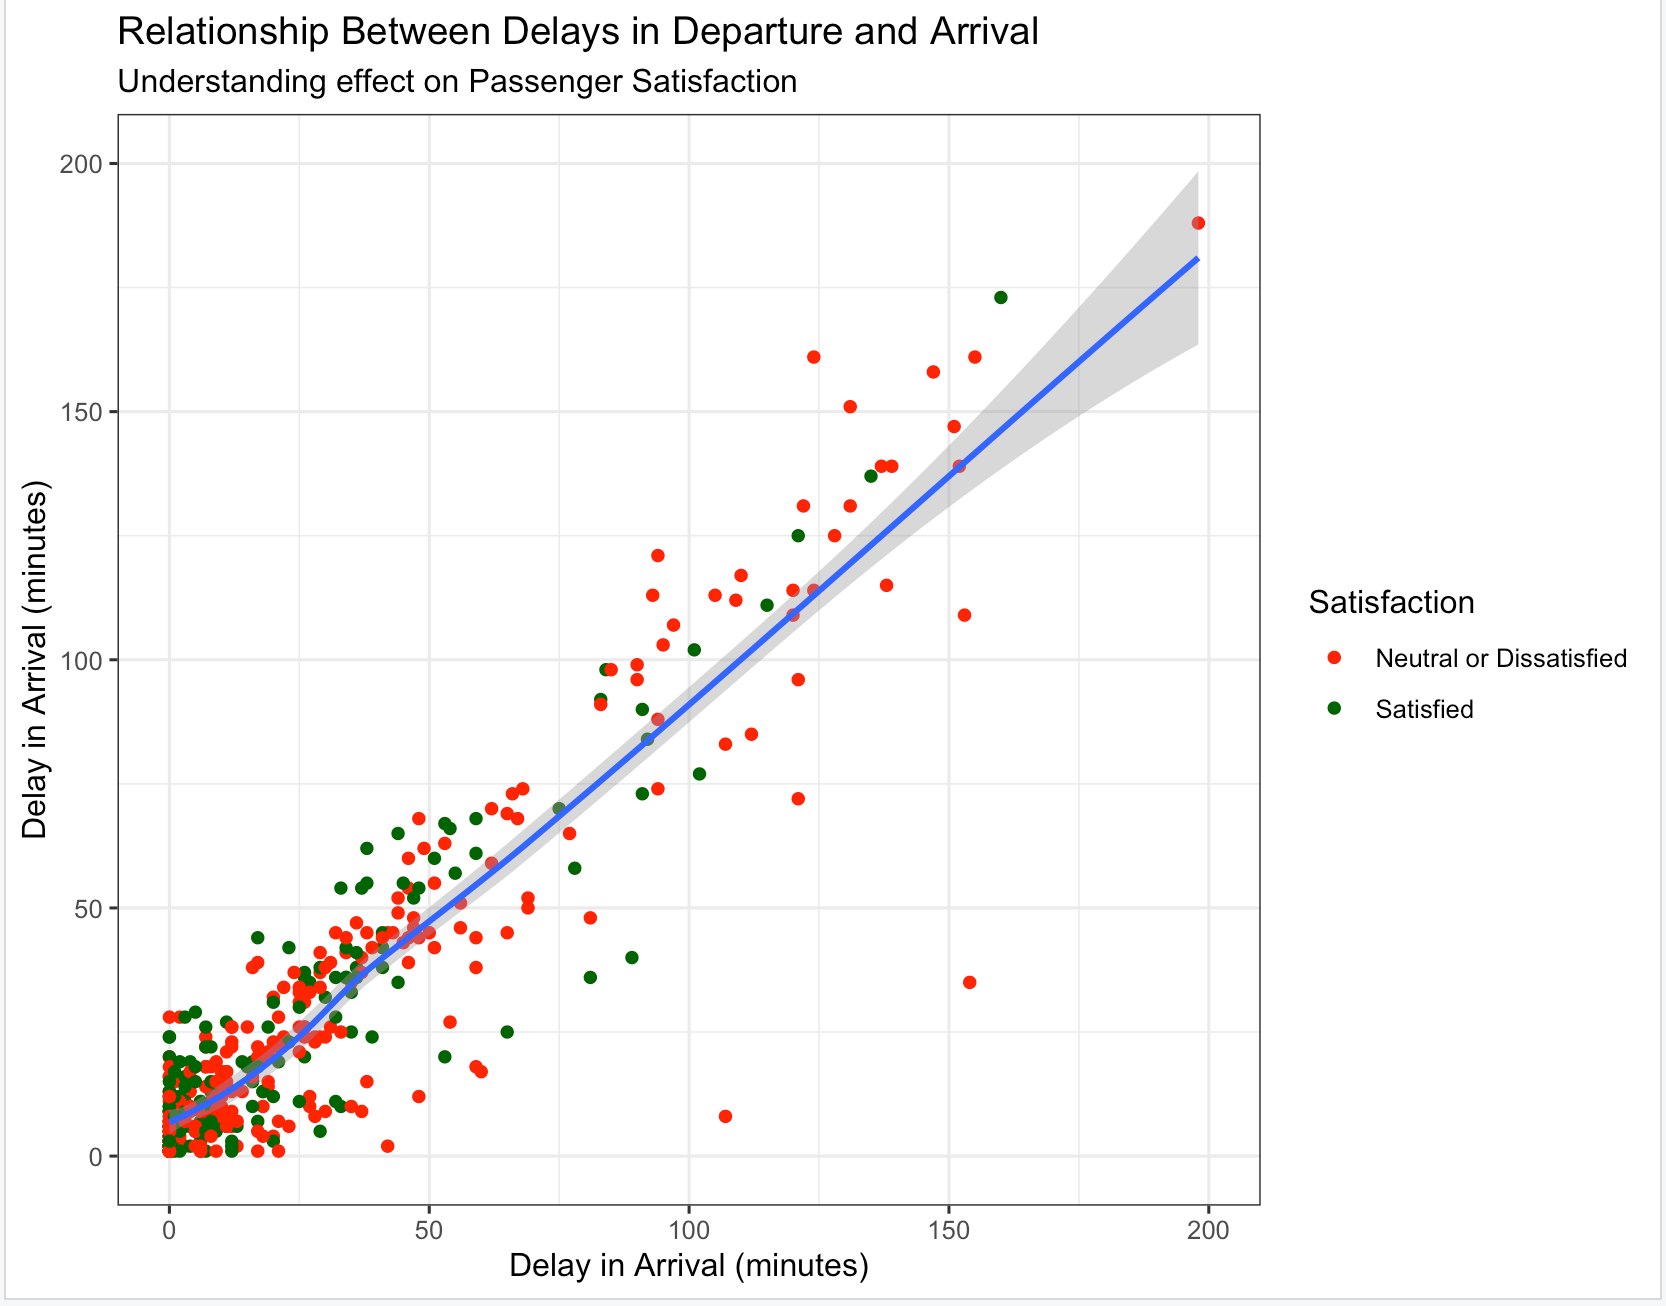 Relationship Between Delays in Departure and Arrival
Understanding effect on Passenger Satisfaction
Delay in Arrival (minutes)
200
150
100
50
0
0 50 100 150 200
Delay in Arrival (minutes)
Satisfaction
Neutral or Dissatisfied
Satisfied